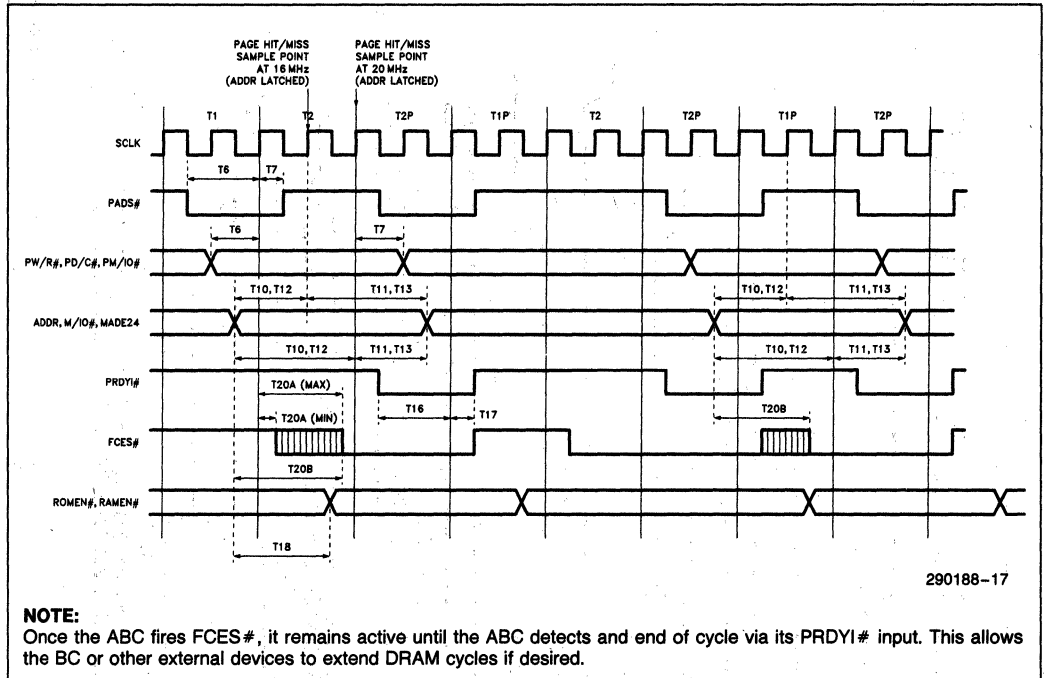 PAGE HIT/MISS
SAMPLE POINT
AT 16 MHz
(ADDR LATCHED)
PAGE HIT/MISS
SAMPLE POINT
AT 20 MHz
(ADDR LATCHED)
T1 T2 T2P T1P T2 T2P T1P T2P
SCLK
T6 T7
PADS#
T6 T7
PW/R#, PD/C#, PM/IO#
T10, T12 T11, T13 T10, T12 T11, T13
ADDR, M/IO#, MADE24
T10, T12 T11, T13 T10, T12 T11, T13
PRDYI#
T20A (MAX)
T16 T17
T20A (MIN) T20B
FCES#
T20B
ROMEN#, RAMEN#
T18
290188-17
NOTE:
Once the ABC fires FCES#, it remains active until the ABC detects and end of cycle via its PRDYI# input. This allows
the BC or other external devices to extend DRAM cycles if desired.